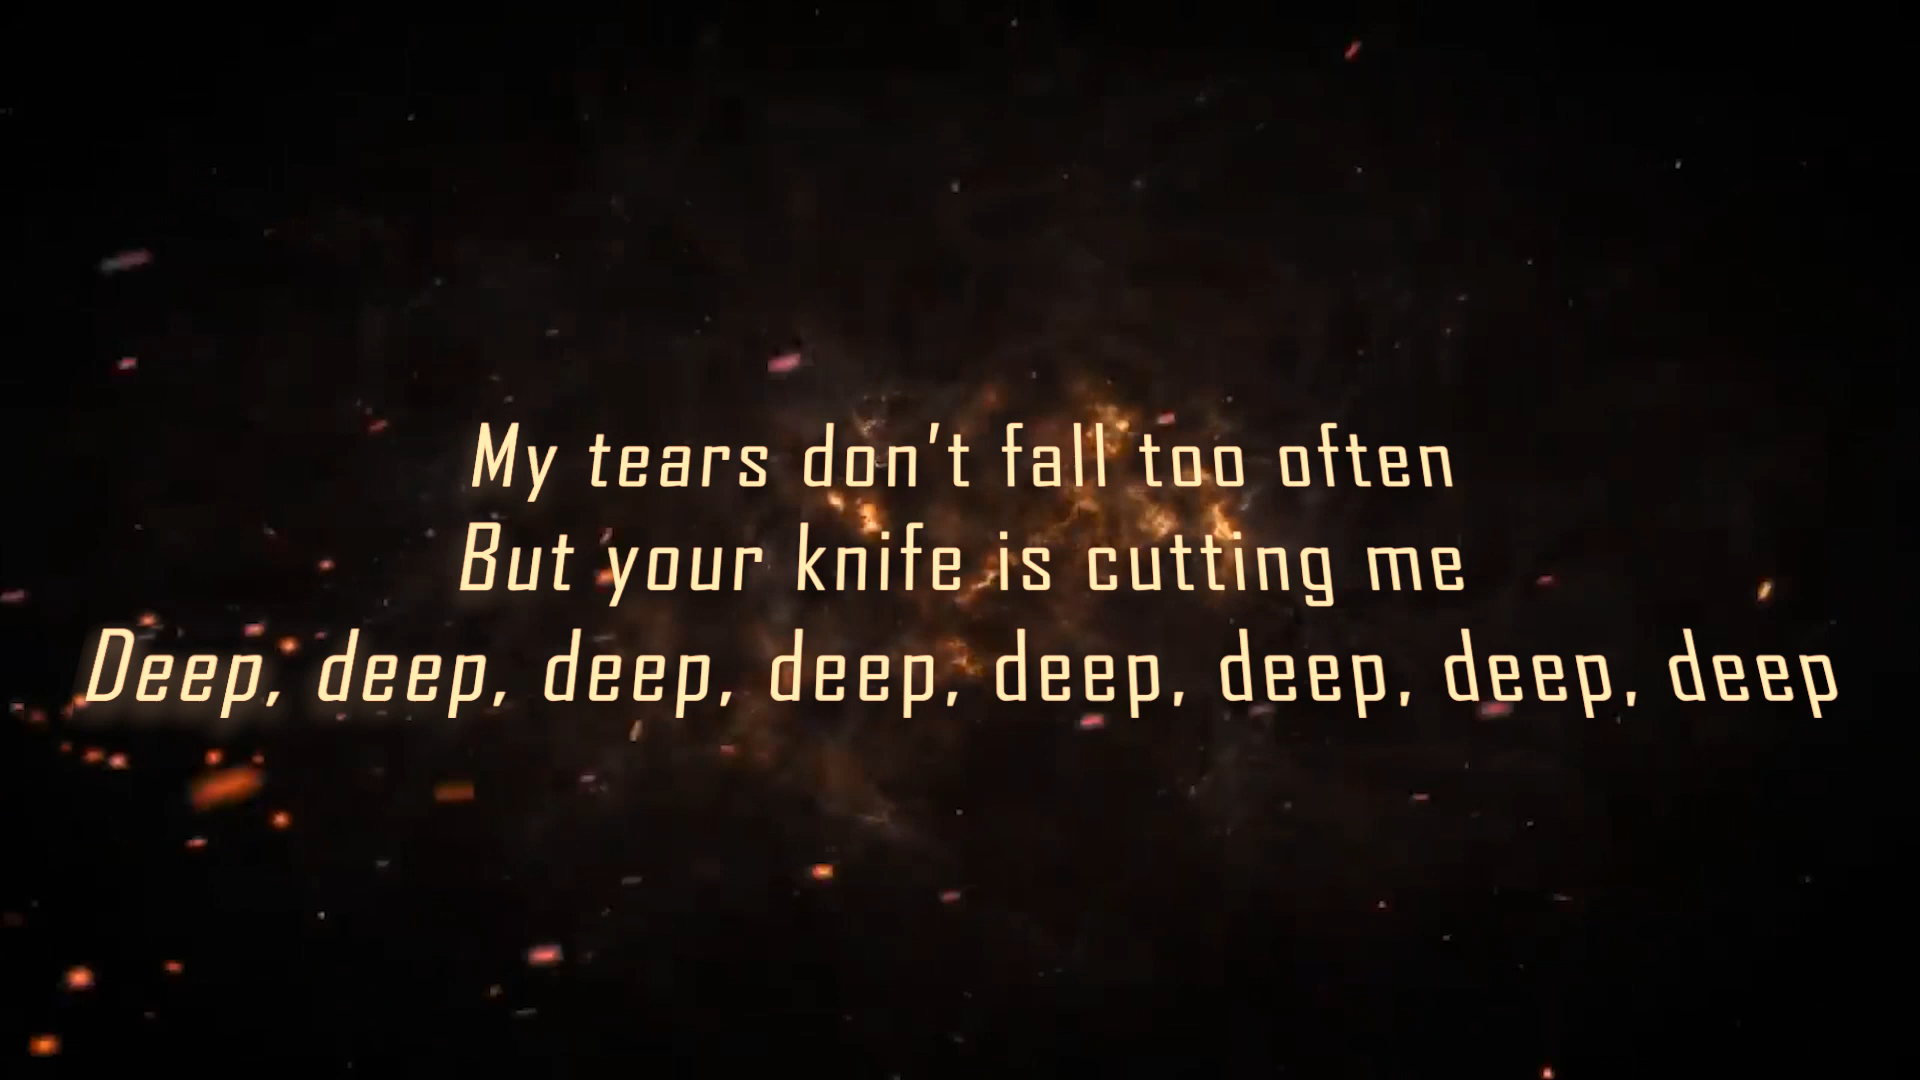 My tears don't fall too often
But your knife is cutting me
Deep, deep, deep, deep, deep, deep, deep, deep